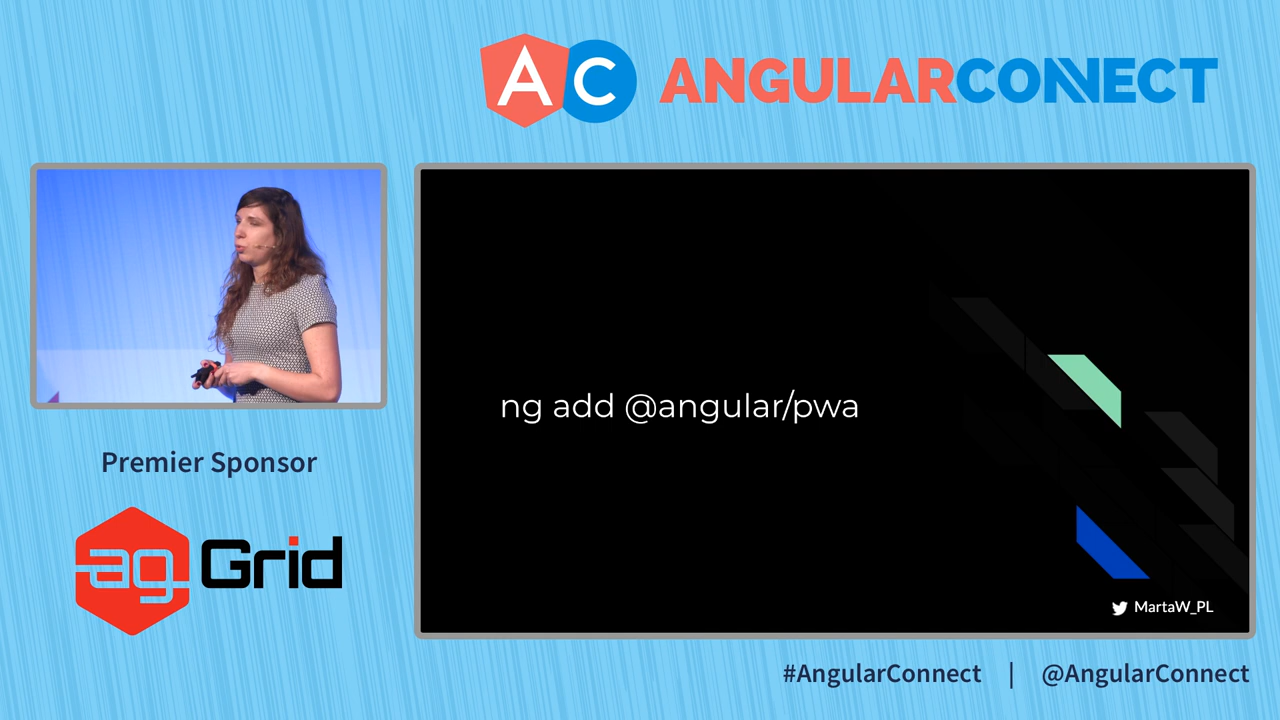 AC ANGULARCONNECT
ng add @angular/pwa
MartaW_PL
Premier Sponsor
ag Grid
#AngularConnect | @AngularConnect